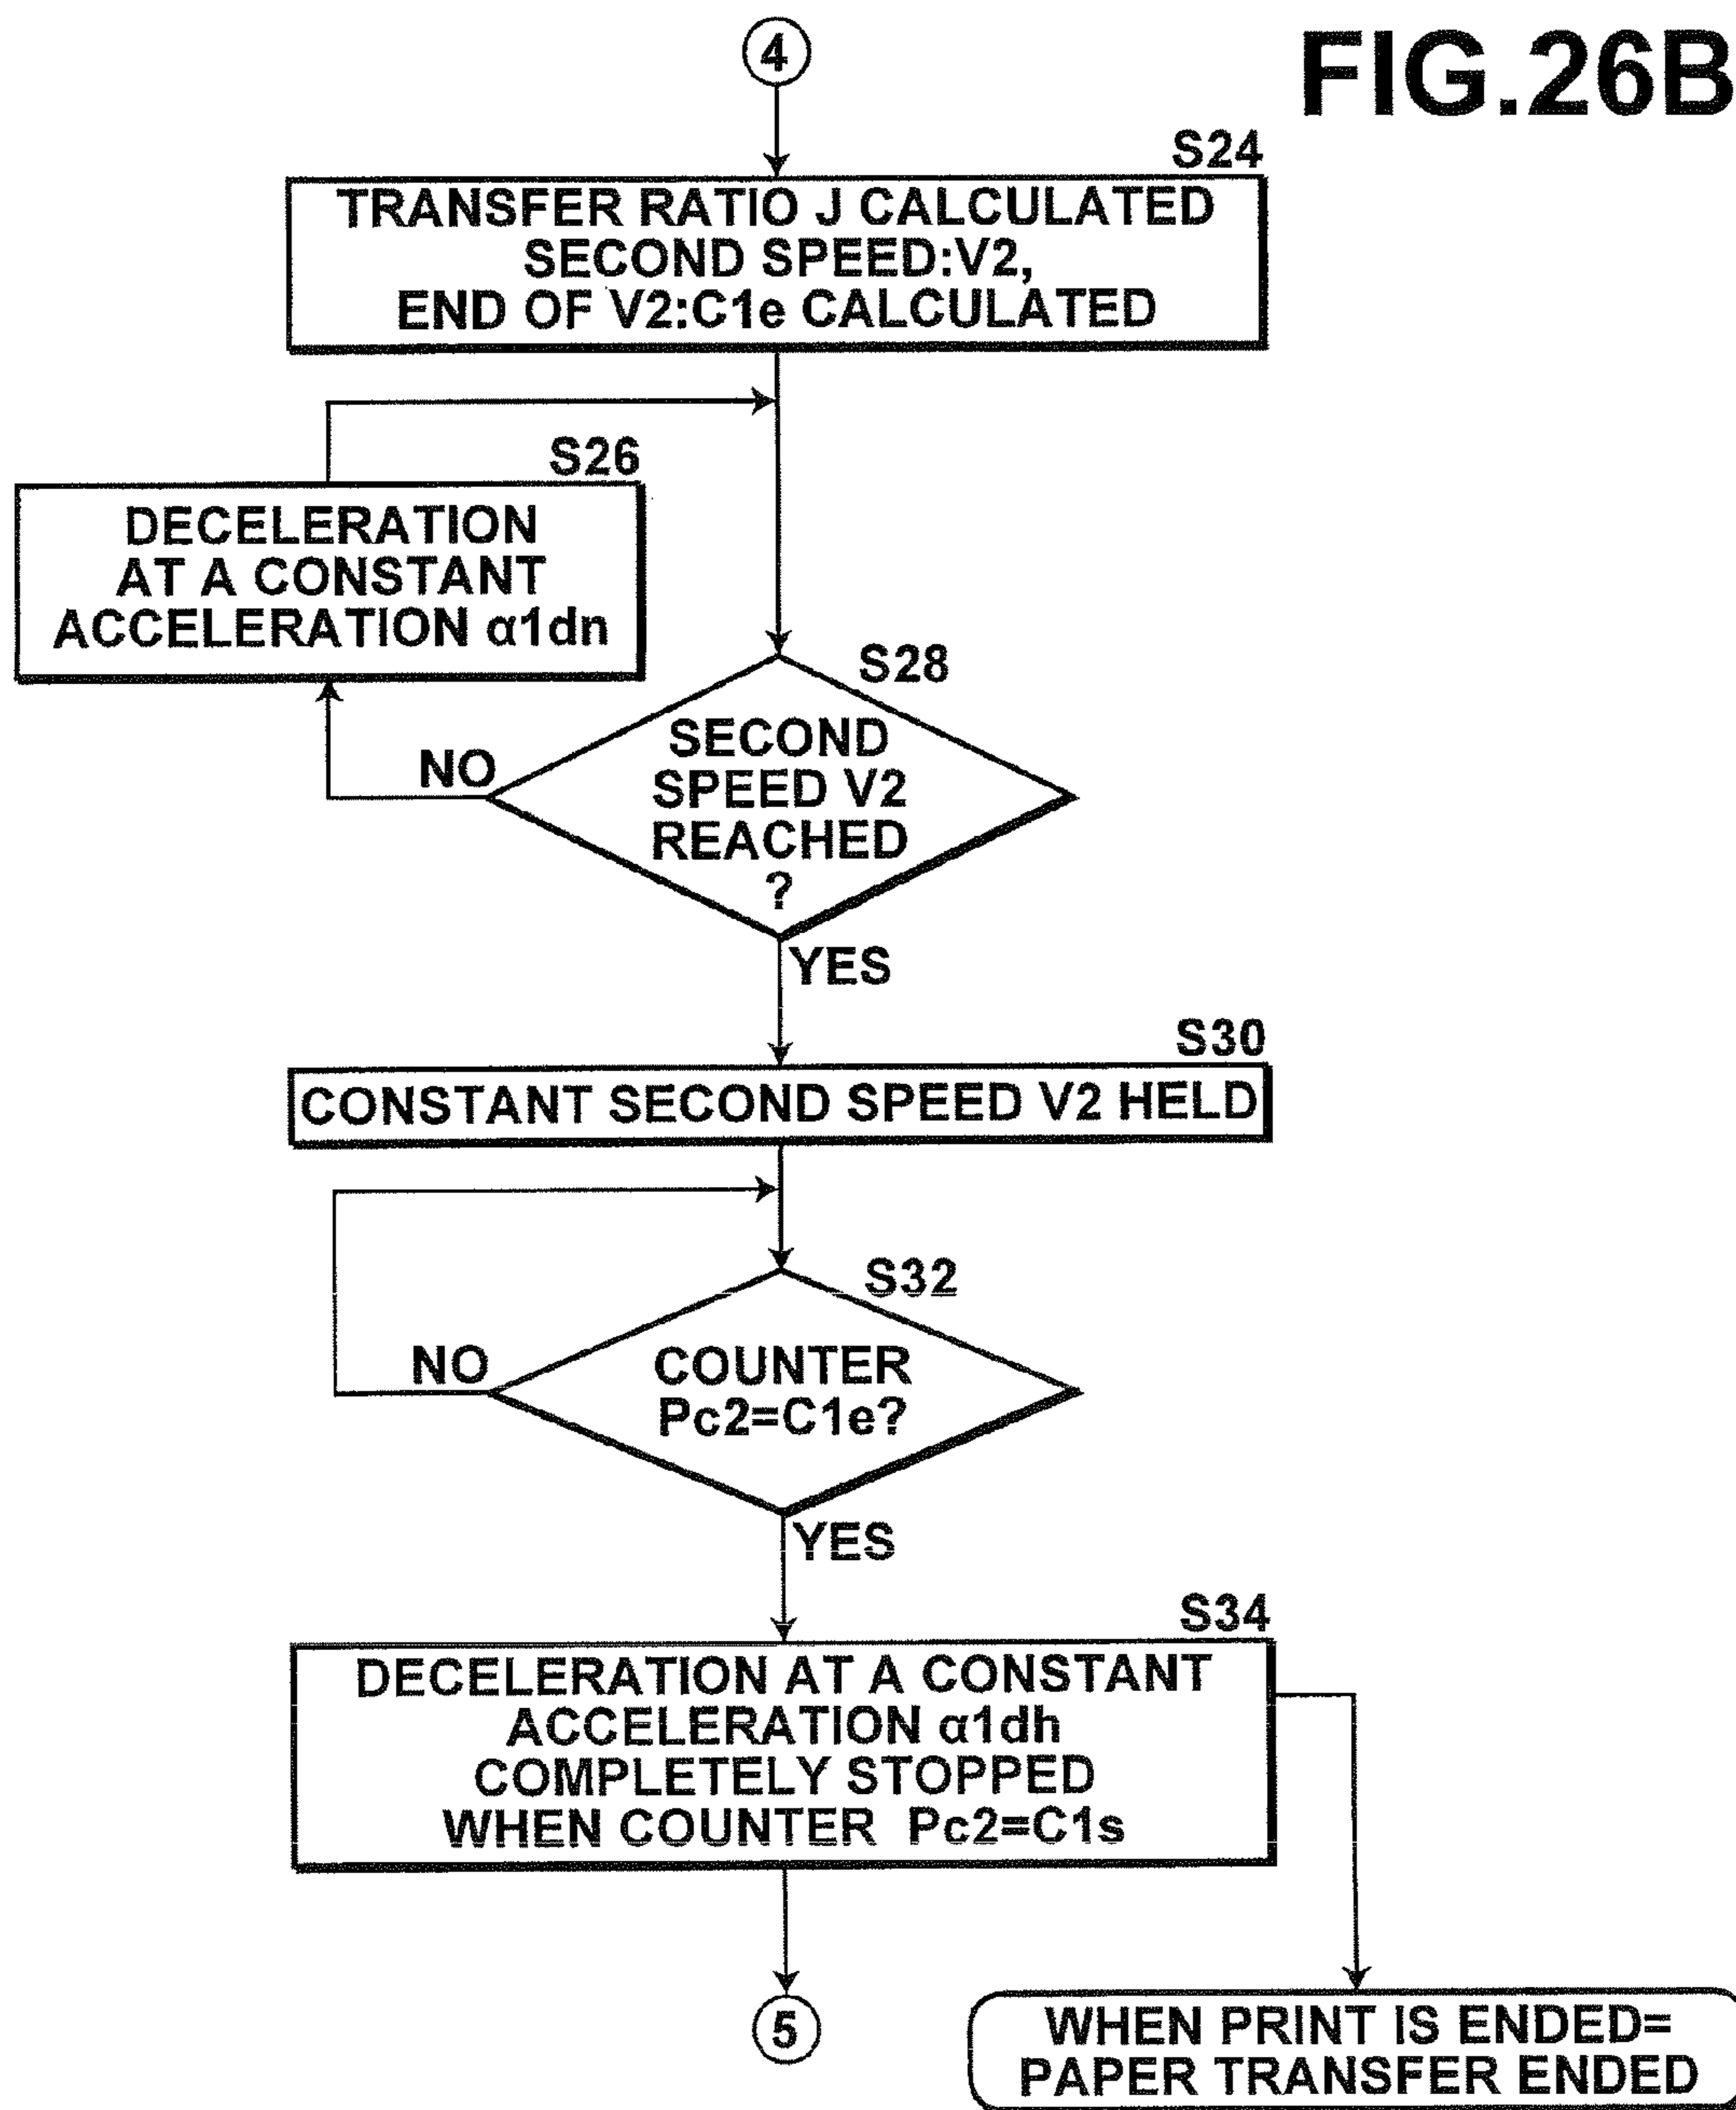 FIG.26B
4
S24
TRANSFER RATIO J CALCULATED
SECOND SPEED:V2,
END OF V2:C1e CALCULATED
S26
DECELERATION
AT A CONSTANT
ACCELERATION α1dn
S28
SECOND
SPEED V2
REACHED
?
NO
YES
S30
CONSTANT SECOND SPEED V2 HELD
S32
COUNTER
Pc2=C1e?
NO
YES
S34
DECELERATION AT A CONSTANT
ACCELERATION α1dh
COMPLETELY STOPPED
WHEN COUNTER Pc2=C1s
5
WHEN PRINT IS ENDED=
PAPER TRANSFER ENDED